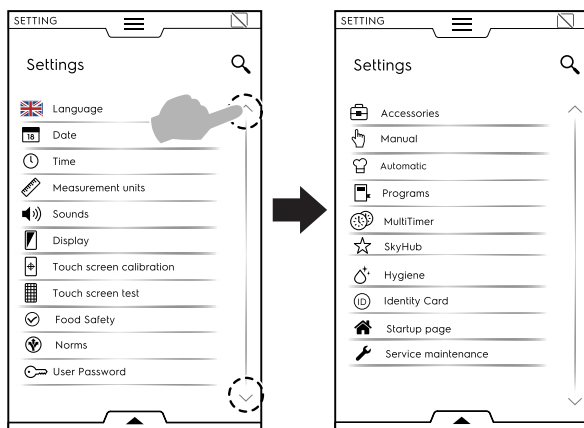 SETTING
Settings
Language
18 Date
Time
Measurement units
Sounds
Display
Touch screen calibration
Touch screen test
Food Safety
Norms
User Password
SETTING
Settings
Accessories
Manual
Automatic
Programs
MultiTimer
SkyHub
Hygiene
ID Identity Card
Startup page
Service maintenance